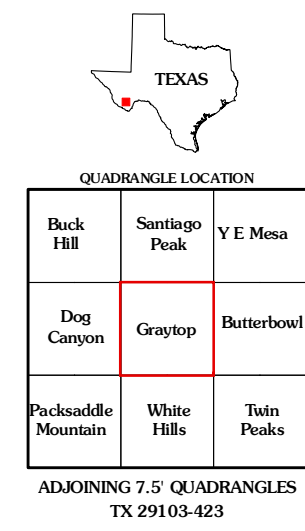 TEXAS
QUADRANGLE LOCATION
Buck
Hill
Santiago
Peak
Y E Mesa
Dog
Canyon
Graytop
Butterbowl
Packsaddle
Mountain
White
Hills
Twin
Peaks
ADJOINING 7.5' QUADRANGLES
TX 29103-423